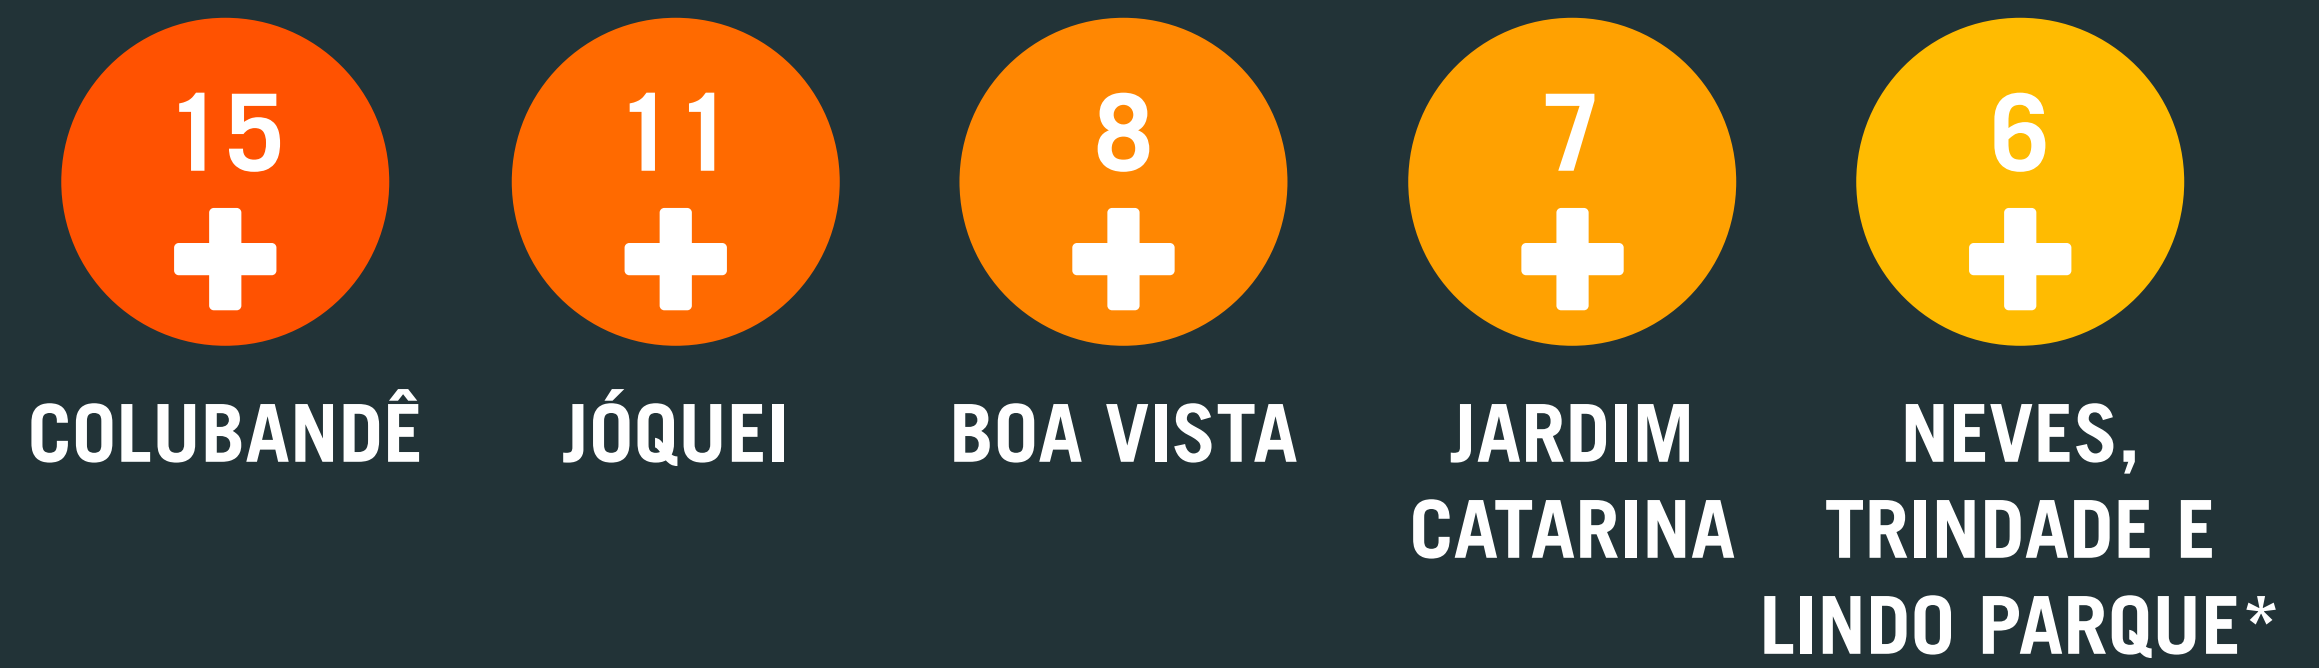 15
11
8
7
6
COLUBANDÊ
JÓQUEI
BOA VISTA
JARDIM
CATARINA
NEVES,
TRINDADE E
LINDO PARQUE*